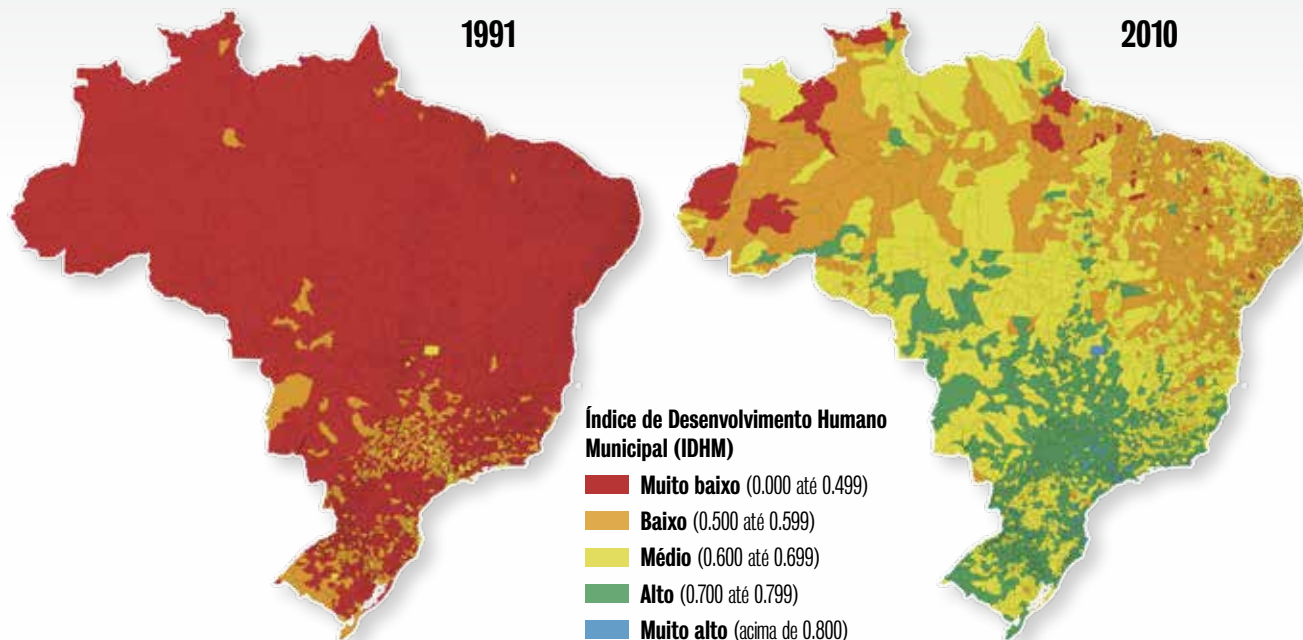 1991
2010
Índice de Desenvolvimento Humano
Municipal (IDHM)
Muito baixo (0.000 até 0.499)
Baixo (0.500 até 0.599)
Médio (0.600 até 0.699)
Alto (0.700 até 0.799)
Muito alto (acima de 0.800)